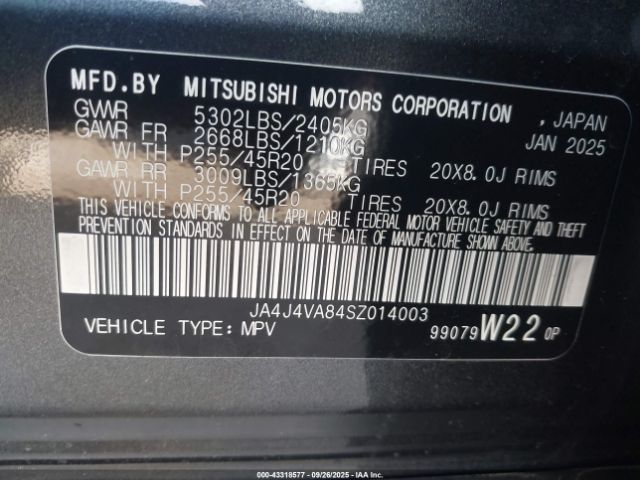 MFD.BY MITSUBISHI MOTORS CORPORATION , JAPAN
GVWR 5302LBS/2405KG JAN 2025
GAWR FR 2668LBS/1210KG
WITH P255/45R20 TIRES 20X8.0J RIMS
GAWR RR 3009LBS/1365KG
WITH P255/45R20 TIRES 20X8.0J RIMS
THIS VEHICLE CONFORMS TO ALL APPLICABLE FEDERAL MOTOR VEHICLE SAFETY AND THEFT
PREVENTION STANDARDS IN EFFECT ON THE DATE OF MANUFACTURE SHOWN ABOVE.
JA4J4VA84SZ014003
VEHICLE TYPE: MPV 99079 W22 0P
000-43318577 - 09/26/2025 - IAA Inc.